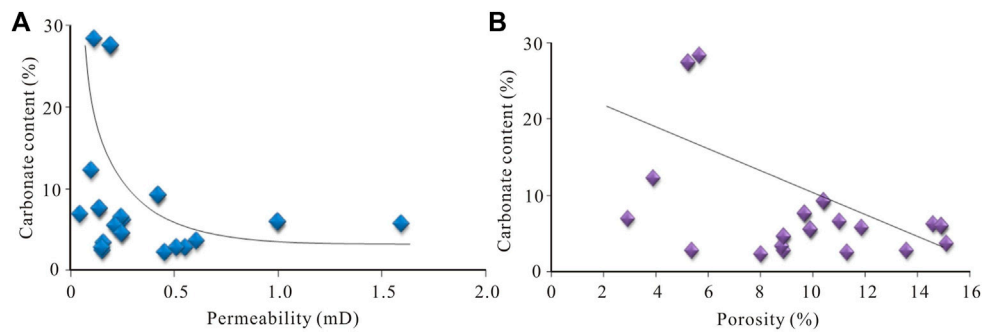 A
Carbonate content (%)
30
20
10
0
0 0.5 1.0 1.5 2.0
Permeability (mD)
B
Carbonate content (%)
30
20
10
0
0 2 4 6 8 10 12 14 16
Porosity (%)